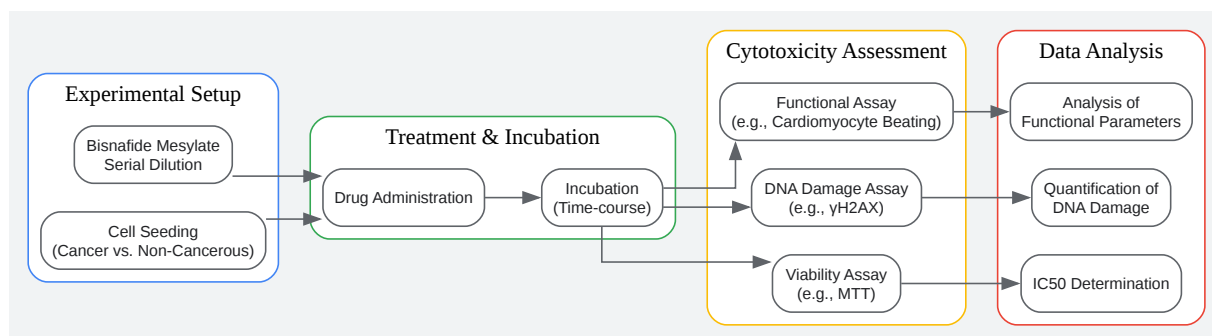 Experimental Setup
Bisnafide Mesylate
Serial Dilution
Cell Seeding
(Cancer vs. Non-Cancerous)
Treatment & Incubation
Drug Administration
Incubation
(Time-course)
Cytotoxicity Assessment
Functional Assay
(e.g., Cardiomyocyte Beating)
DNA Damage Assay
(e.g., γH2AX)
Viability Assay
(e.g., MTT)
Data Analysis
Analysis of
Functional Parameters
Quantification of
DNA Damage
IC50 Determination